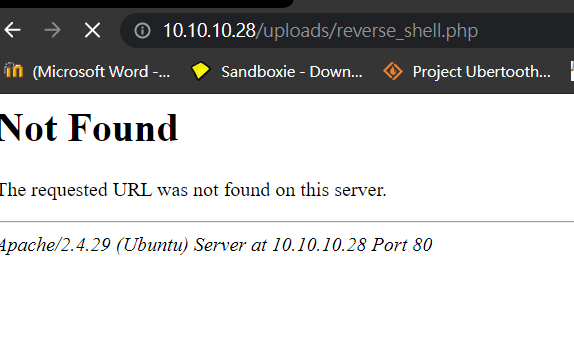 10.10.10.28/uploads/reverse_shell.php
(Microsoft Word -... Sandboxie - Down... Project Ubertooth...
Not Found
The requested URL was not found on this server.
Apache/2.4.29 (Ubuntu) Server at 10.10.10.28 Port 80